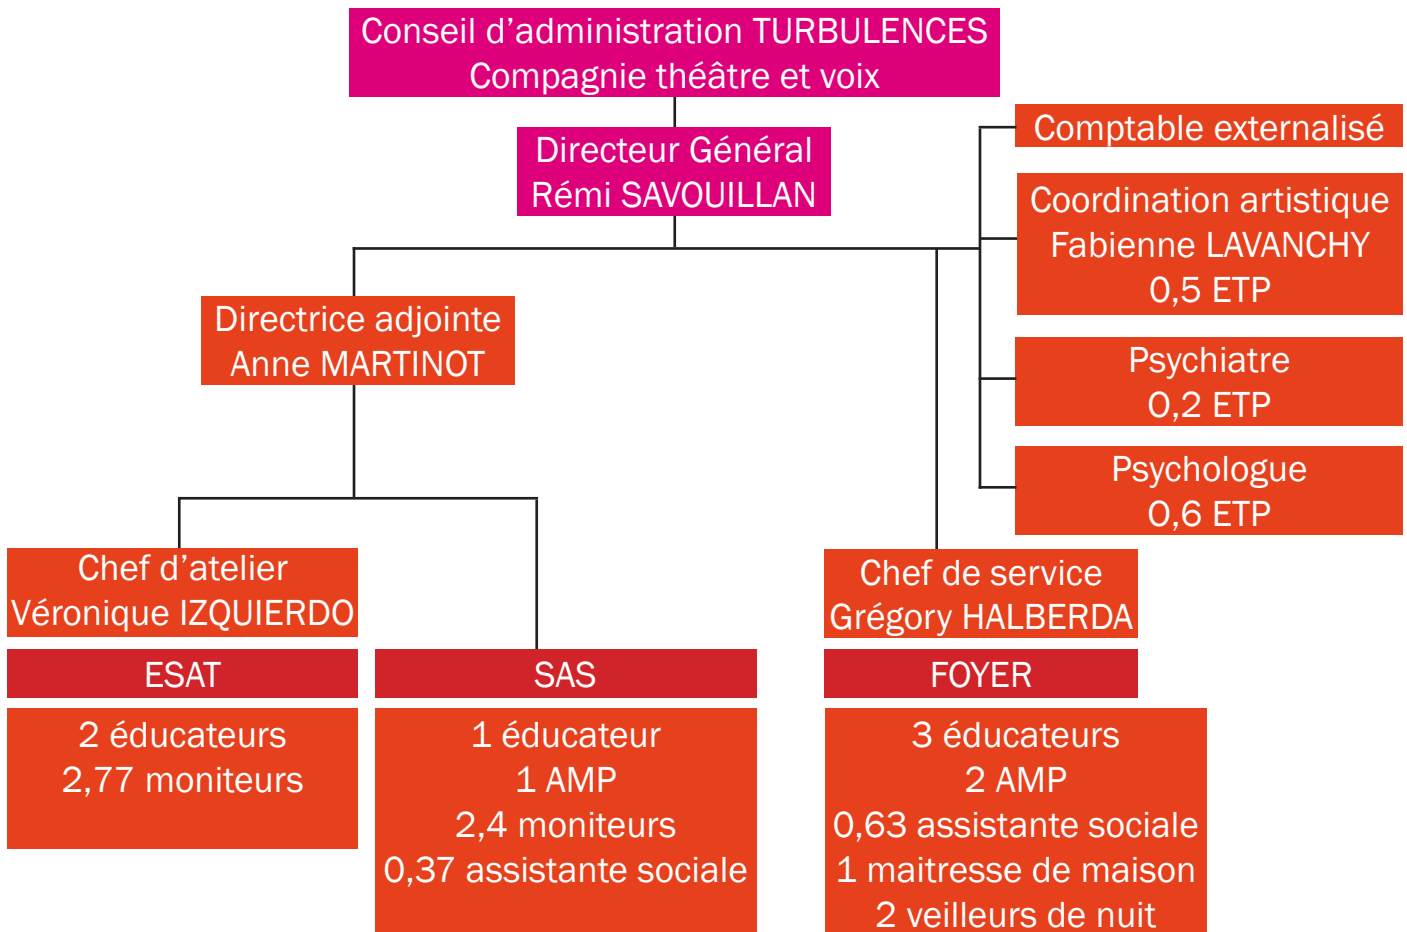 Conseil d’administration TURBULENCES
Compagnie théâtre et voix
Directeur Général
Rémi SAVOUILLAN
Comptable externalisé
Coordination artistique
Fabienne LAVANCHY
0,5 ETP
Psychiatre
0,2 ETP
Psychologue
0,6 ETP
Directrice adjointe
Anne MARTINOT
Chef d’atelier
Véronique IZQUIERDO
ESAT
2 éducateurs
2,77 moniteurs
SAS
1 éducateur
1 AMP
2,4 moniteurs
0,37 assistante sociale
Chef de service
Grégory HALBERDA
FOYER
3 éducateurs
2 AMP
0,63 assistante sociale
1 maitresse de maison
2 veilleurs de nuit